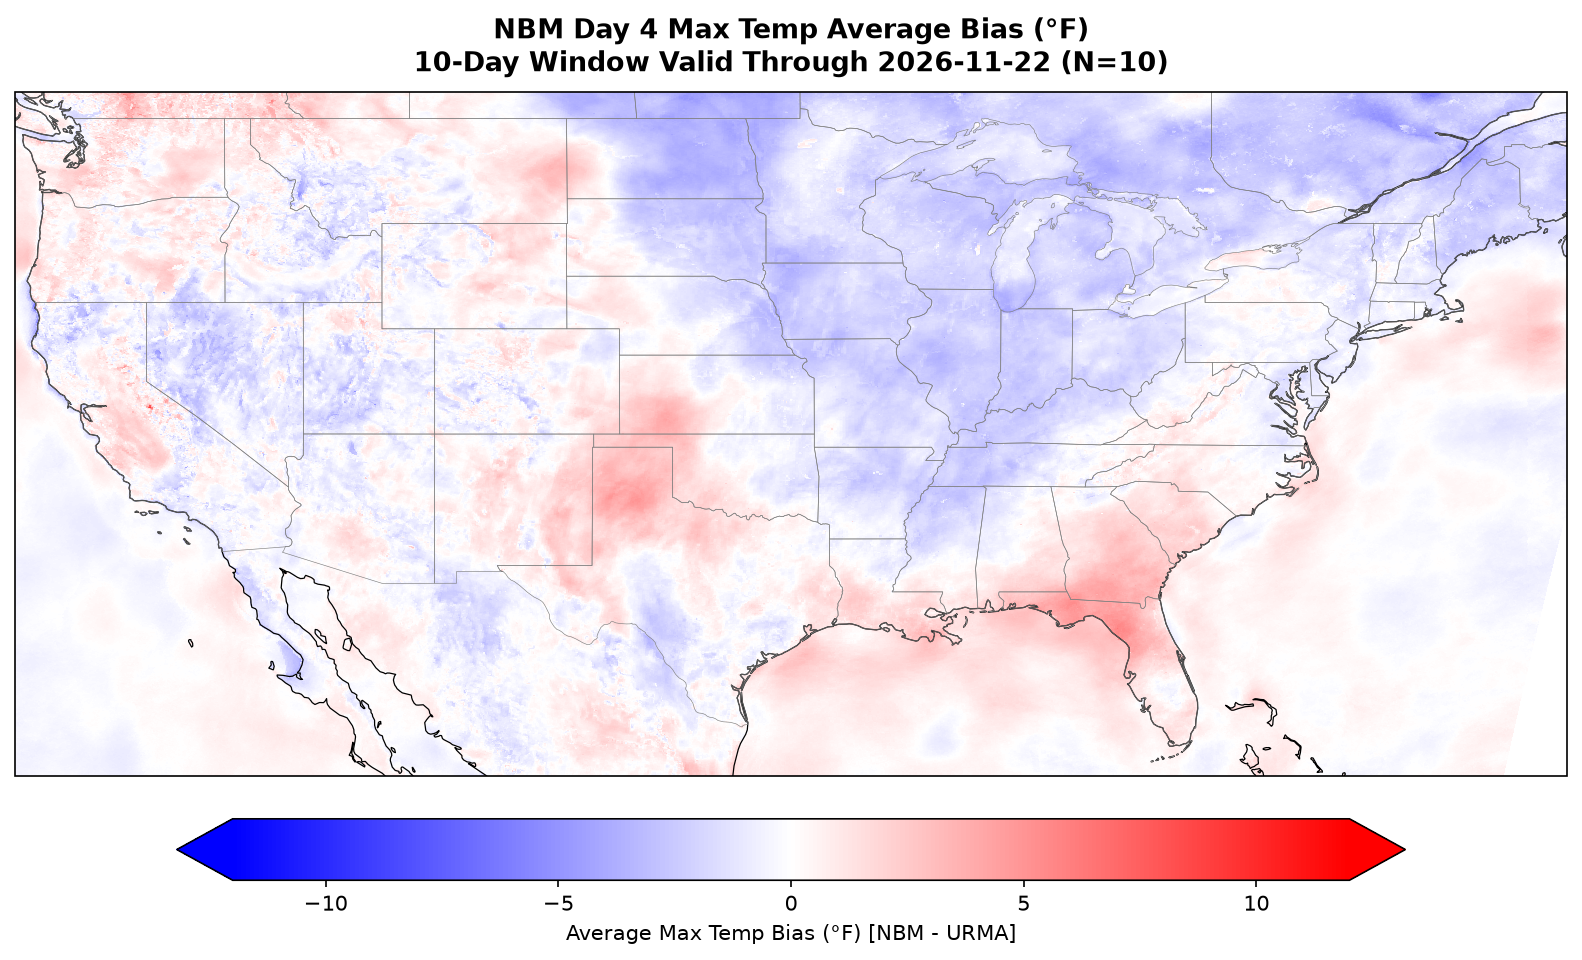 NBM Day 4 Max Temp Average Bias (°F)
10-Day Window Valid Through 2026-11-22 (N=10)
−10 −5 0 5 10
Average Max Temp Bias (°F) [NBM - URMA]